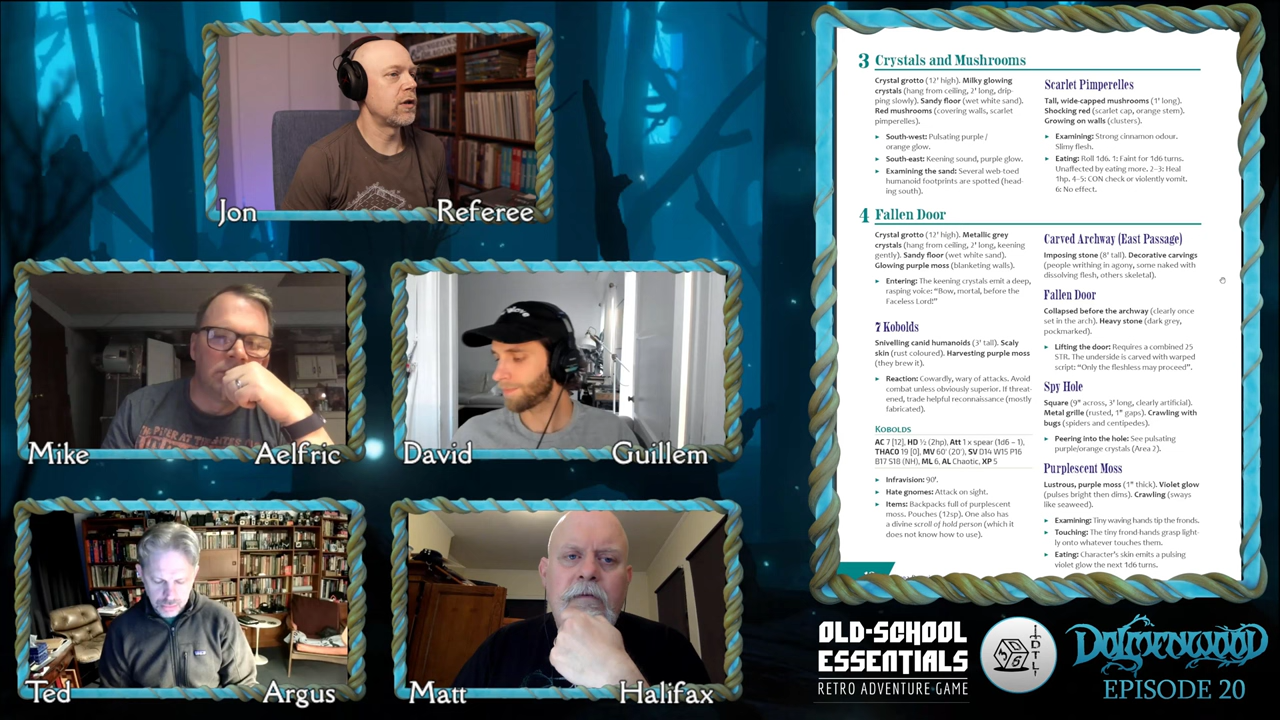 Jon Referee
Mike Aelfric
David Guillem
Ted Argus
Matt Halifax
3 Crystals and Mushrooms
Crystal grotto (12' high). Milky glowing
crystals (hang from ceiling, 2' long, drip-
ping slowly). Sandy floor (wet white sand).
Red mushrooms (covering walls, scarlet
pimperelles).
► South-west: Pulsating purple /
orange glow.
► South-east: Keening sound, purple glow.
► Examining the sand: Several web-toed
humanoid footprints are spotted (head-
ing south).
Scarlet Pimperelles
Tall, wide-capped mushrooms (1' long).
Shocking red (scarlet cap, orange stem).
Growing on walls (clusters).
► Examining: Strong cinnamon odour.
Slimy flesh.
► Eating: Roll 1d6. 1: Faint for 1d6 turns.
Unaffected by eating more. 2–3: Heal
1hp. 4–5: CON check or violently vomit.
6: No effect.
4 Fallen Door
Crystal grotto (12' high). Metallic grey
crystals (hang from ceiling, 2' long, keening
gently). Sandy floor (wet white sand).
Glowing purple moss (blanketing walls).
► Entering: The keening crystals emit a deep,
rasping voice: “Bow, mortal, before the
Faceless Lord!”
7 Kobolds
Snivelling canid humanoids (3' tall). Scaly
skin (rust coloured). Harvesting purple moss
(they brew it).
► Reaction: Cowardly, wary of attacks. Avoid
combat unless obviously superior. If threat-
ened, trade helpful reconnaissance (mostly
fabricated).
KOBOLDS
AC 7 [12], HD ½ (2hp), Att 1 x spear (1d6 – 1),
THAC0 19 [0], MV 60' (20'), SV D14 W15 P16
B17 S18 (NH), ML 6, AL Chaotic, XP 5
► Infravision: 90'.
► Hate gnomes: Attack on sight.
► Items: Backpacks full of purplescent
moss. Pouches (12sp). One also has
a divine scroll of hold person (which it
does not know how to use).
Carved Archway (East Passage)
Imposing stone (8' tall). Decorative carvings
(people writhing in agony, some naked with
dissolving flesh, others skeletal).
Fallen Door
Collapsed before the archway (clearly once
set in the arch). Heavy stone (dark grey,
pockmarked).
► Lifting the door: Requires a combined 25
STR. The underside is carved with warped
script: “Only the fleshless may proceed”.
Spy Hole
Square (9" across, 3' long, clearly artificial).
Metal grille (rusted, 1" gaps). Crawling with
bugs (spiders and centipedes).
► Peering into the hole: See pulsating
purple/orange crystals (Area 2).
Purplescent Moss
Lustrous, purple moss (1" thick). Violet glow
(pulses bright then dims). Crawling (sways
like seaweed).
► Examining: Tiny waving hands tip the fronds.
► Touching: The tiny frond-hands grasp light-
ly onto whatever touches them.
► Eating: Character's skin emits a pulsing
violet glow the next 1d6 turns.
OLD-SCHOOL
ESSENTIALS
RETRO ADVENTURE GAME
DOLMENWOOD
EPISODE 20